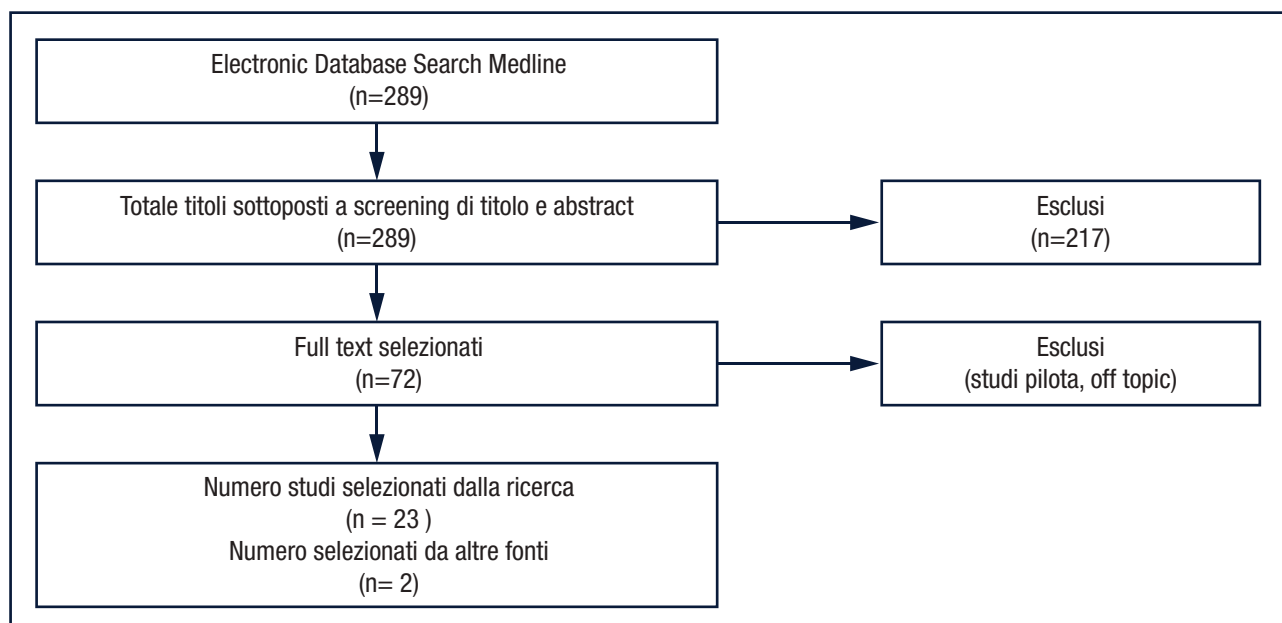 Electronic Database Search Medline
(n=289)
Totale titoli sottoposti a screening di titolo e abstract
(n=289)
Esclusi
(n=217)
Full text selezionati
(n=72)
Esclusi
(studi pilota, off topic)
Numero studi selezionati dalla ricerca
(n = 23 )
Numero selezionati da altre fonti
(n= 2)